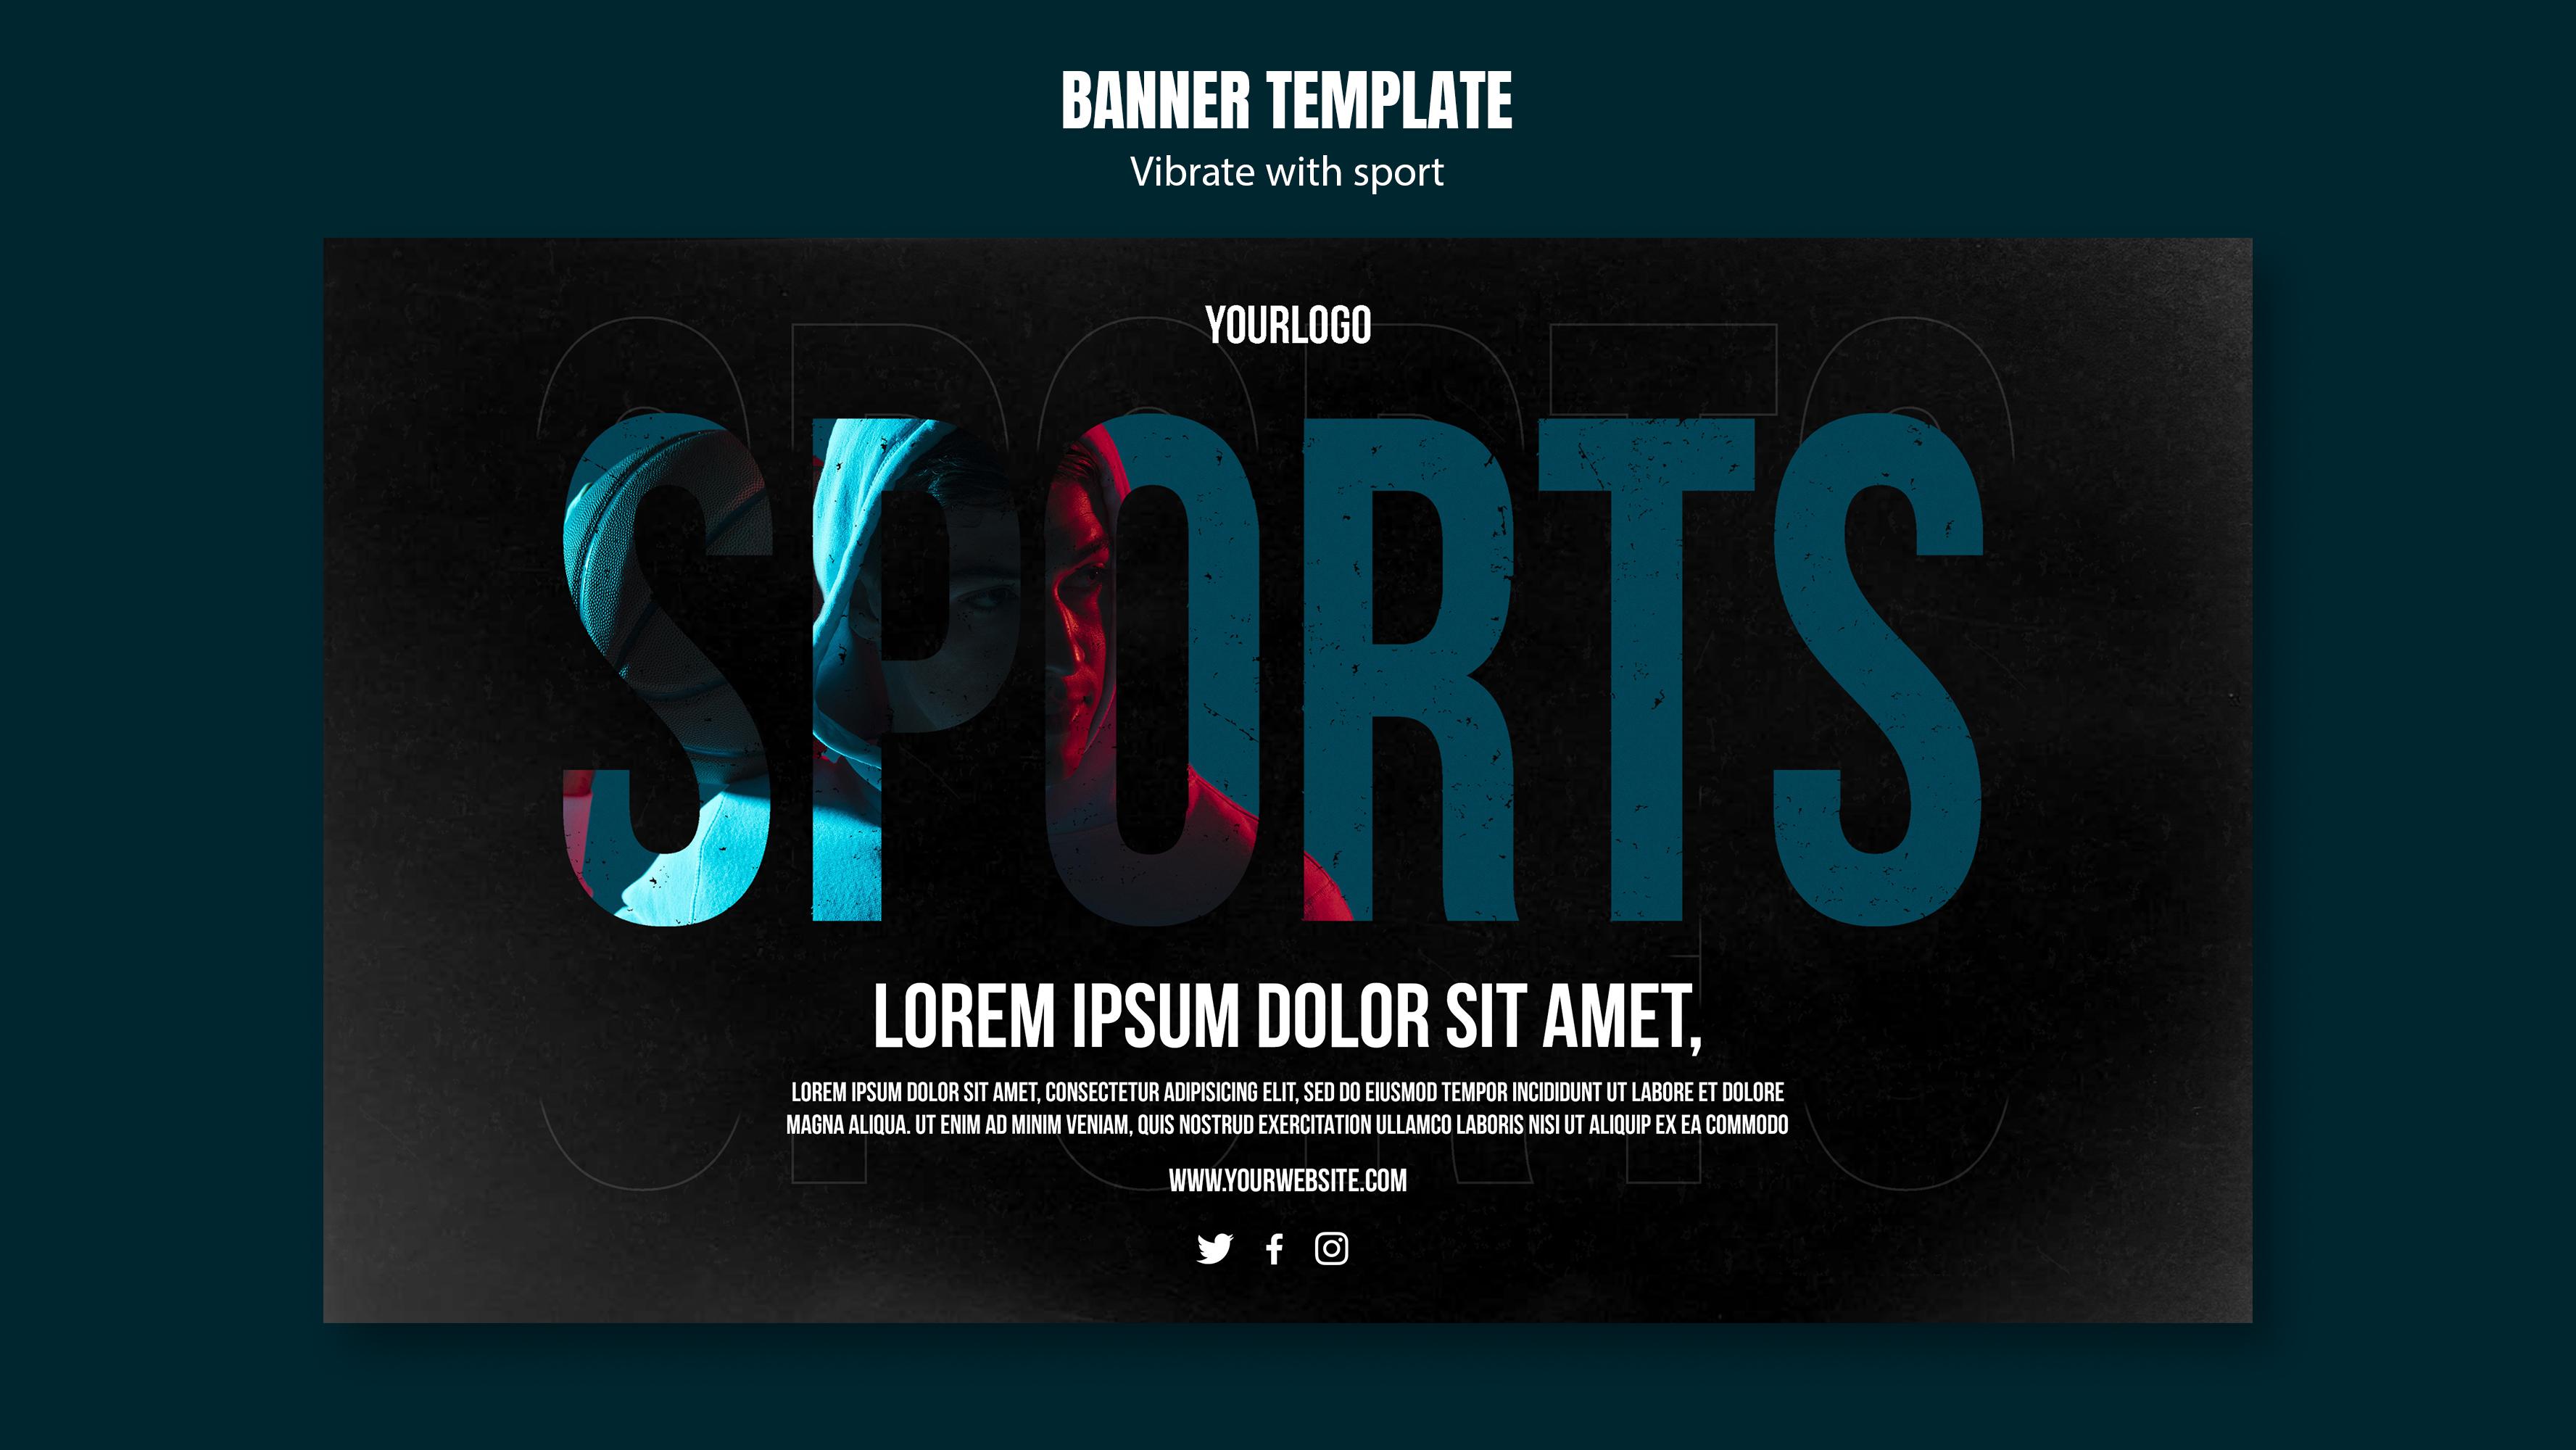 BANNER TEMPLATE
Vibrate with sport
YOURLOGO
SPORTS
SPORTS
LOREM IPSUM DOLOR SIT AMET,
LOREM IPSUM DOLOR SIT AMET, CONSECTETUR ADIPISICING ELIT, SED DO EIUSMOD TEMPOR INCIDIDUNT UT LABORE ET DOLORE
MAGNA ALIQUA. UT ENIM AD MINIM VENIAM, QUIS NOSTRUD EXERCITATION ULLAMCO LABORIS NISI UT ALIQUIP EX EA COMMODO
WWW.YOURWEBSITE.COM